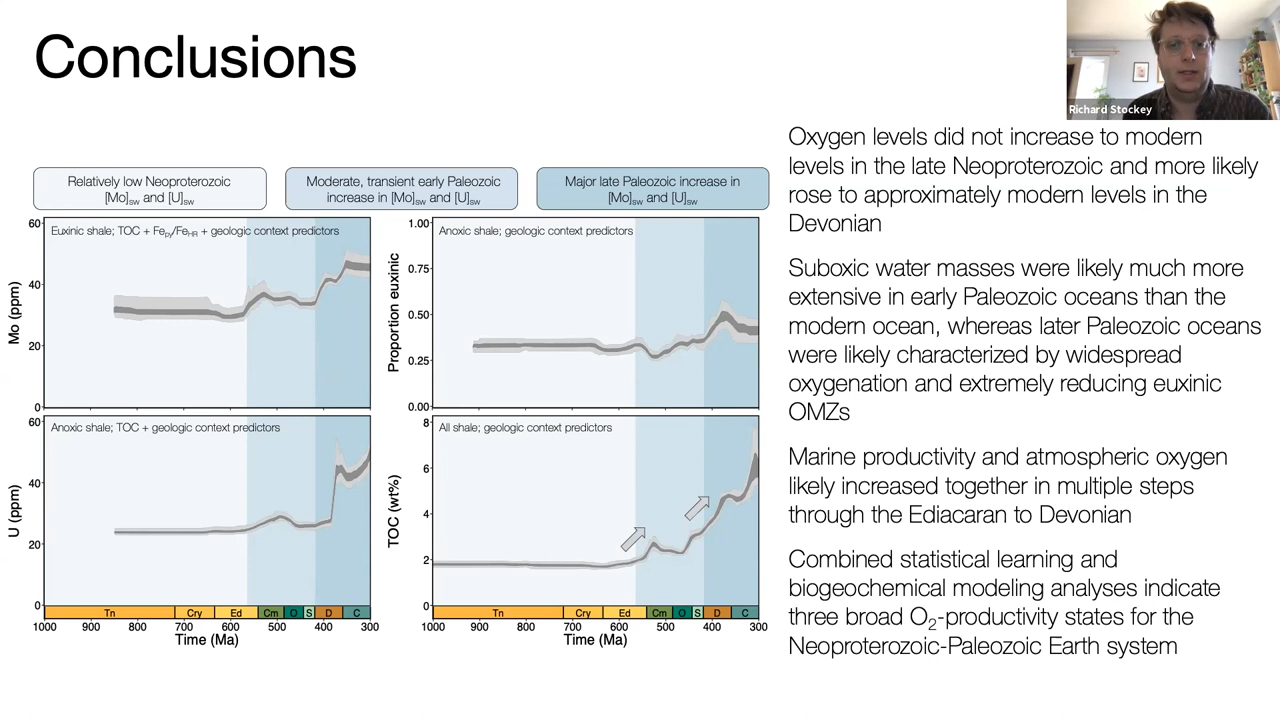 Conclusions
Richard Stockey
Relatively low Neoproterozoic
[Mo]sw and [U]sw
Moderate, transient early Paleozoic
increase in [Mo]sw and [U]sw
Major late Paleozoic increase in
[Mo]sw and [U]sw
Euxinic shale; TOC + Fepy/FeHR + geologic context predictors
Mo (ppm)
60
40
20
0
Anoxic shale; geologic context predictors
Proportion euxinic
1.00
0.75
0.50
0.25
0.00
Anoxic shale; TOC + geologic context predictors
U (ppm)
60
40
20
0
Tn Cry Ed Cm O S D C
1000 900 800 700 600 500 400 300
Time (Ma)
All shale; geologic context predictors
TOC (wt%)
8
6
4
2
0
Tn Cry Ed Cm O S D C
1000 900 800 700 600 500 400 300
Time (Ma)
Oxygen levels did not increase to modern
levels in the late Neoproterozoic and more likely
rose to approximately modern levels in the
Devonian
Suboxic water masses were likely much more
extensive in early Paleozoic oceans than the
modern ocean, whereas later Paleozoic oceans
were likely characterized by widespread
oxygenation and extremely reducing euxinic
OMZs
Marine productivity and atmospheric oxygen
likely increased together in multiple steps
through the Ediacaran to Devonian
Combined statistical learning and
biogeochemical modeling analyses indicate
three broad O2-productivity states for the
Neoproterozoic-Paleozoic Earth system